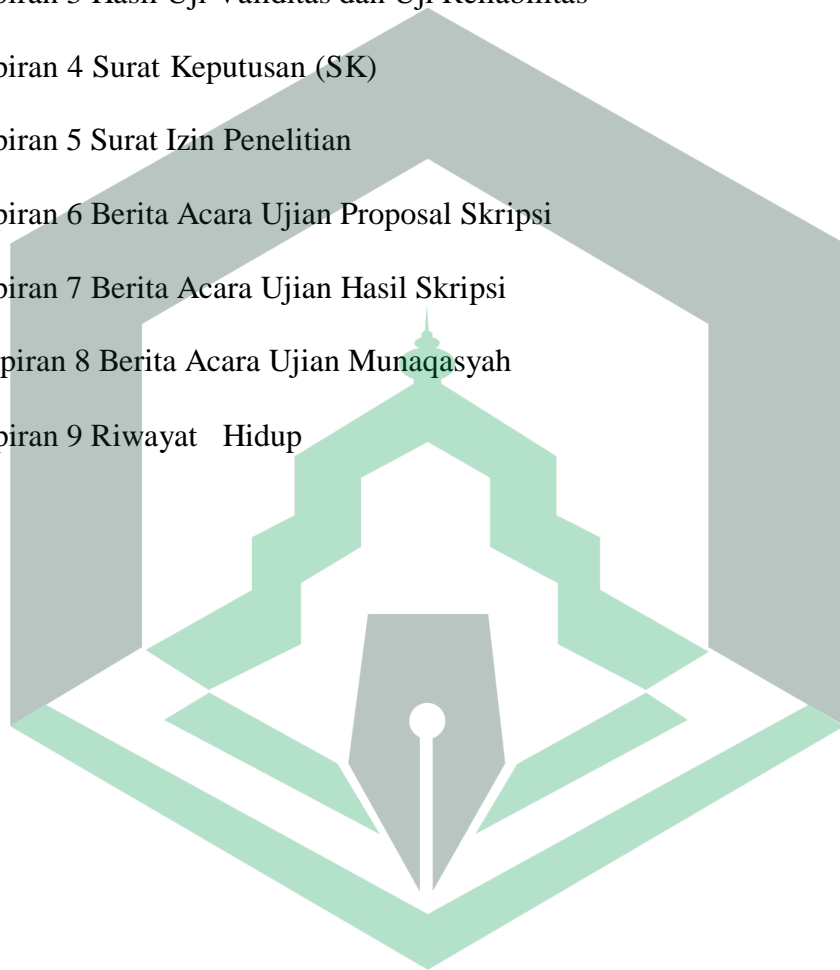 piran 3 Hasil Uji Validitas dan Uji Reliabilitas
piran 4 Surat Keputusan (SK)
piran 5 Surat Izin Penelitian
piran 6 Berita Acara Ujian Proposal Skripsi
piran 7 Berita Acara Ujian Hasil Skripsi
piran 8 Berita Acara Ujian Munaqasyah
piran 9 Riwayat Hidup